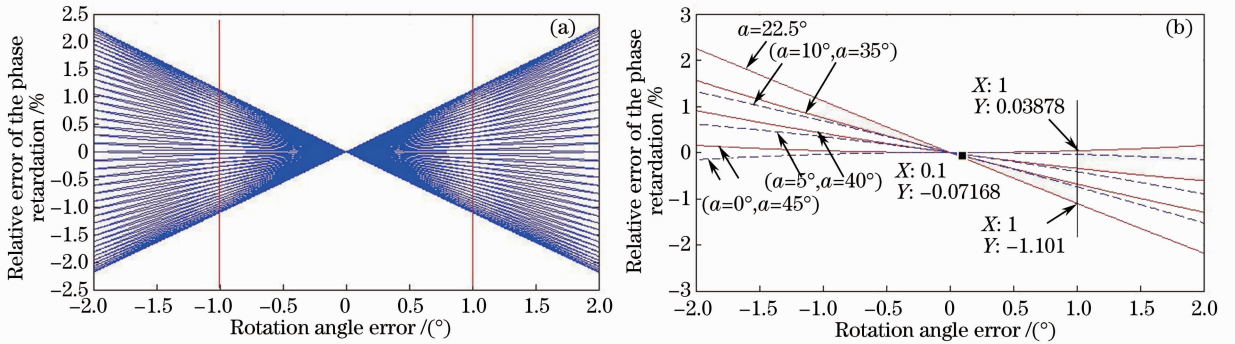 Relative error of the phase
retardation /%
2.5
2.0
1.5
1.0
0.5
0
−0.5
−1.0
−1.5
−2.0
2.5
(a)
−2.0 −1.5 −1.0 −0.5 0 0.5 1.0 1.5 2.0
Rotation angle error /(°)
Relative error of the phase
retardation /%
3
2
1
0
−1
−2
−3
(b)
a=22.5°
(a=10°,a=35°)
X: 1
Y: 0.03878
(a=5°,a=40°)
(a=0°,a=45°)
X: 0.1
Y: −0.07168
X: 1
Y: −1.101
−2.0 −1.5 −1.0 −0.5 0 0.5 1.0 1.5 2.0
Rotation angle error /(°)